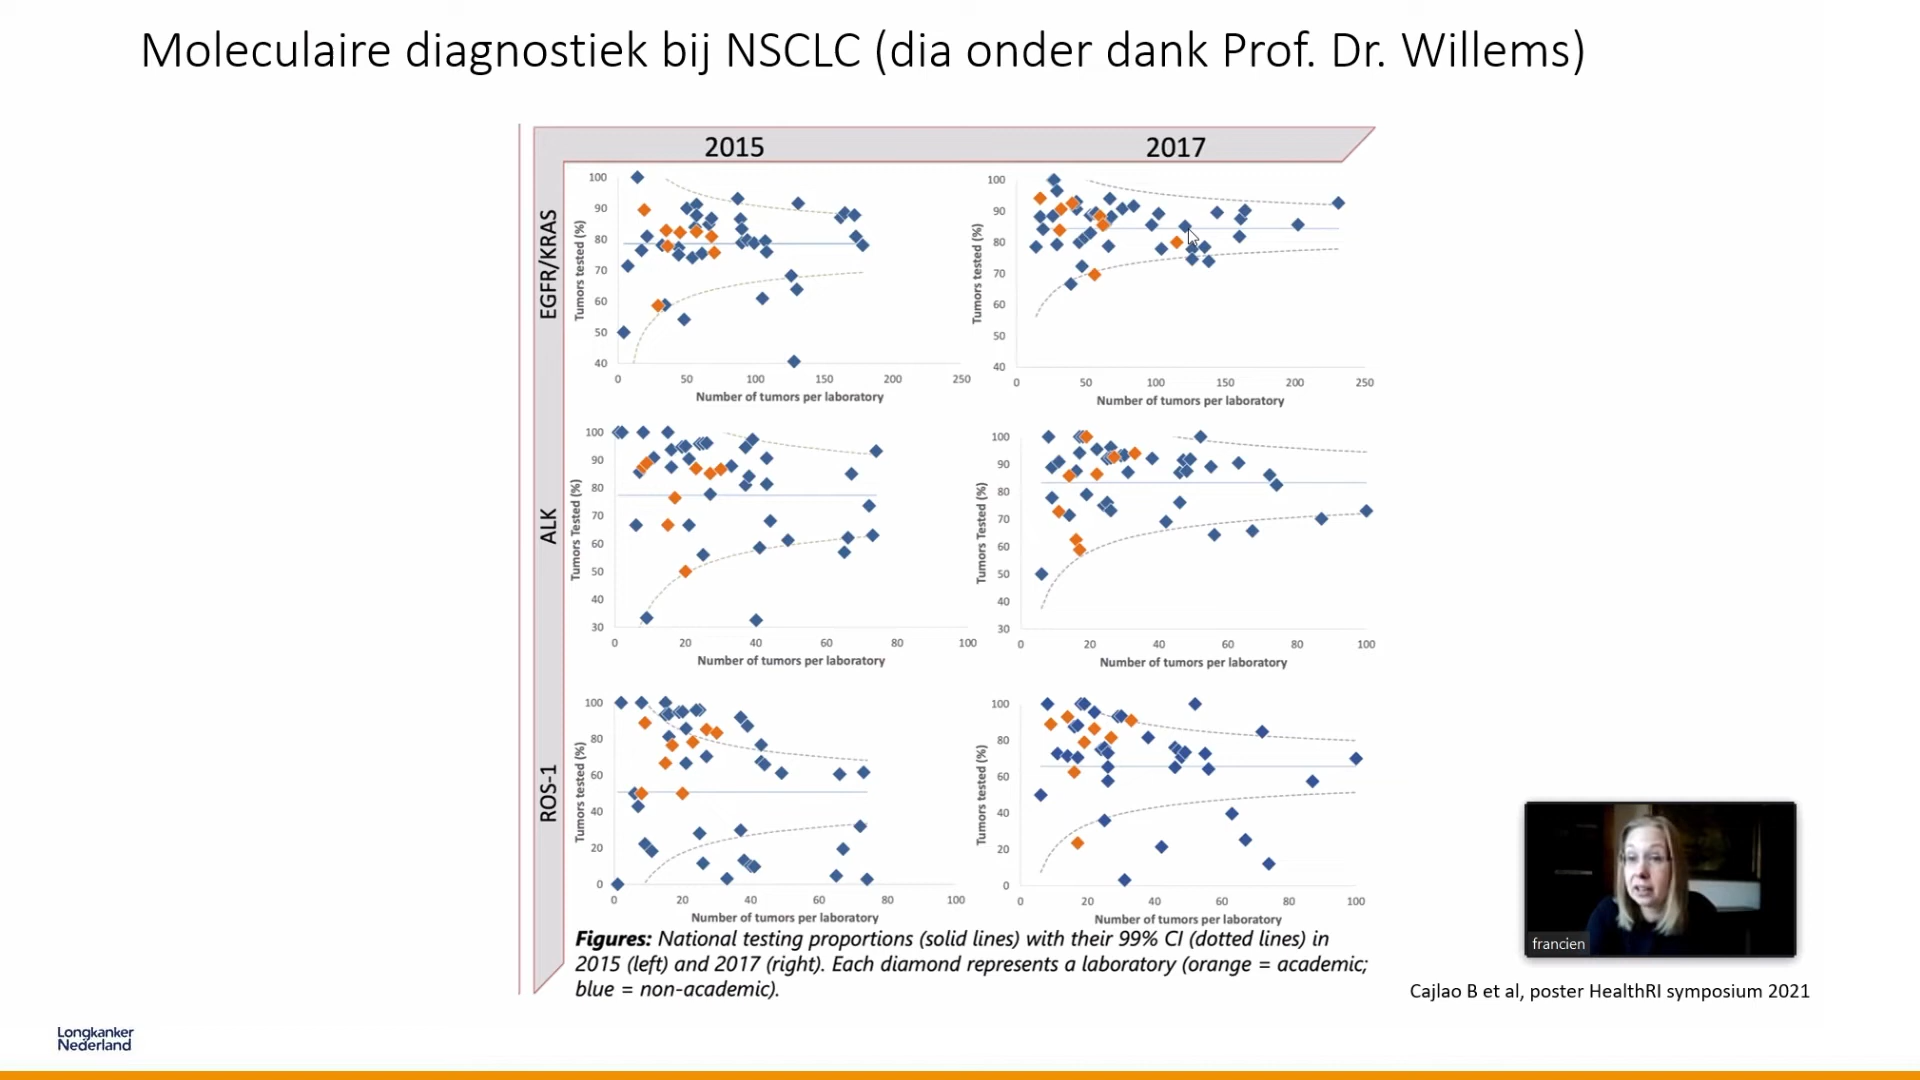 Moleculaire diagnostiek bij NSCLC (dia onder dank Prof. Dr. Willems)
2015
2017
EGFR/KRAS
Tumors tested (%)
100
90
80
70
60
50
40
0 50 100 150 200 250
Number of tumors per laboratory
Tumors tested (%)
100
90
80
70
60
50
40
0 50 100 150 200 250
Number of tumors per laboratory
ALK
Tumors Tested (%)
100
90
80
70
60
50
40
30
0 20 40 60 80 100
Number of tumors per laboratory
Tumors Tested (%)
100
90
80
70
60
50
40
30
0 20 40 60 80 100
Number of tumors per laboratory
ROS-1
Tumors tested (%)
100
80
60
40
20
0
0 20 40 60 80 100
Number of tumors per laboratory
Tumors tested (%)
100
80
60
40
20
0
0 20 40 60 80 100
Number of tumors per laboratory
Figures: National testing proportions (solid lines) with their 99% CI (dotted lines) in
2015 (left) and 2017 (right). Each diamond represents a laboratory (orange = academic;
blue = non-academic).
francien
Cajlao B et al, poster HealthRI symposium 2021
Longkanker
Nederland